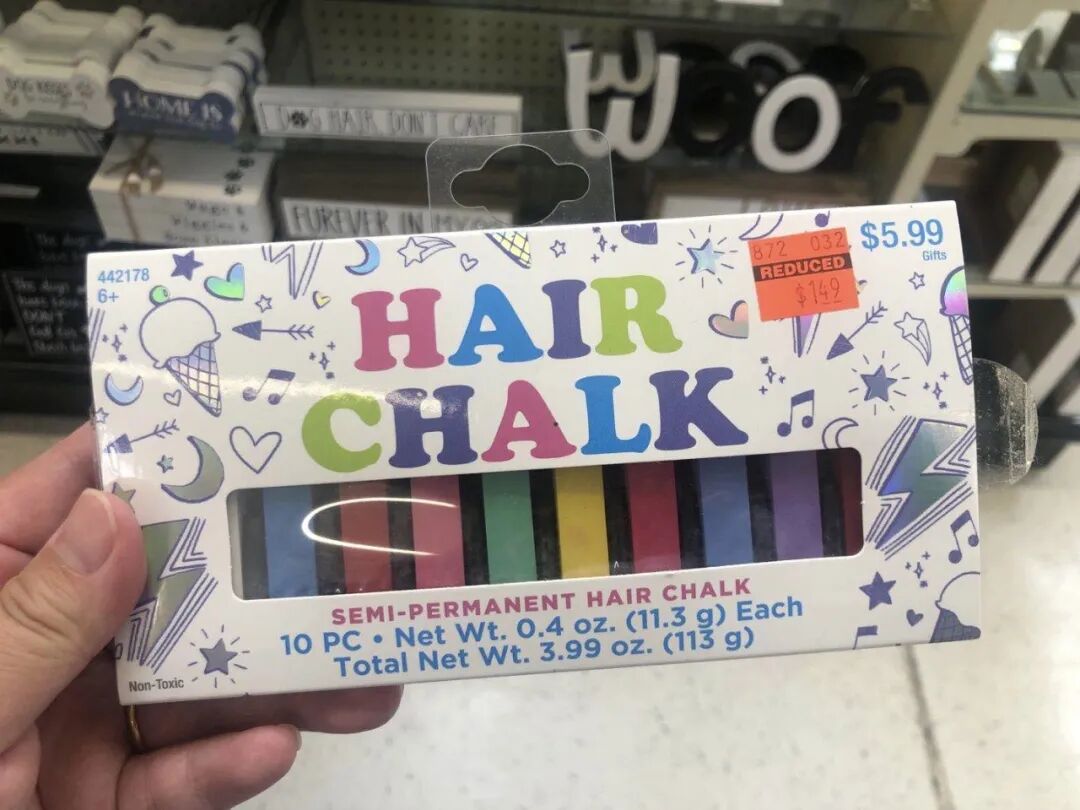 HOME IS
DOG HAIR DON'T CARE
WOOF
FUREVER IN MY
442178
6+
HAIR
CHALK
872 032
REDUCED
$1.49
$5.99
Gifts
SEMI-PERMANENT HAIR CHALK
10 PC • Net Wt. 0.4 oz. (11.3 g) Each
Total Net Wt. 3.99 oz. (113 g)
Non-Toxic